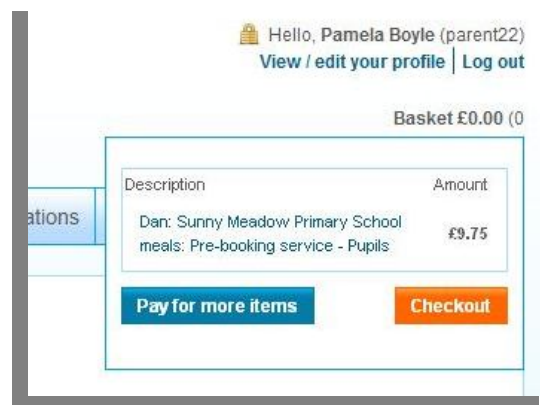 Hello, Pamela Boyle (parent22)
View / edit your profile | Log out
Basket £0.00 (0
Description Amount
Dan: Sunny Meadow Primary School
meals: Pre-booking service - Pupils
£9.75
ations
Pay for more items Checkout